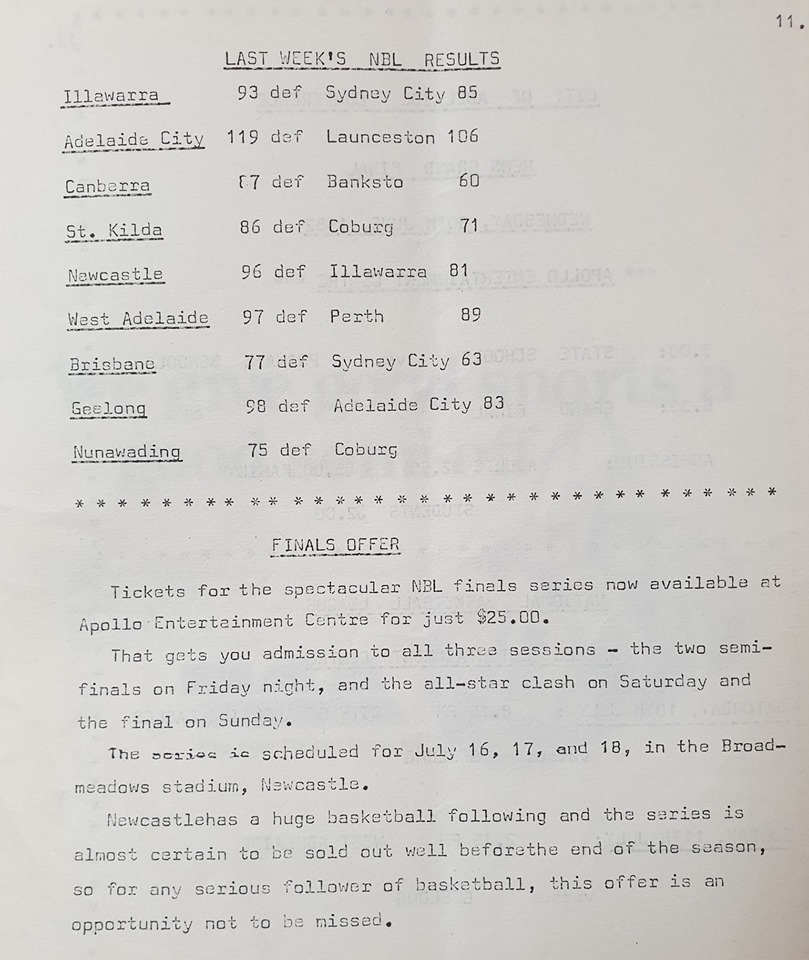 11.
LAST WEEK'S NBL RESULTS
Illawarra 93 def Sydney City 85
Adelaide City 119 def Launceston 106
Canberra 7 def Banksto 60
St. Kilda 86 def Coburg 71
Newcastle 96 def Illawarra 81
West Adelaide 97 def Perth 89
Brisbane 77 def Sydney City 63
Geelong 98 def Adelaide City 83
Nunawading 75 def Coburg
* * * * * * * * * * * * * * * * * * * * * * * * * * * * * * * * * *
FINALS OFFER
Tickets for the spectacular NBL finals series now available at
Apollo Entertainment Centre for just $25.00.
That gets you admission to all three sessions - the two semi-
finals on Friday night, and the all-star clash on Saturday and
the final on Sunday.
The series is scheduled for July 16, 17, and 18, in the Broad-
meadows stadium, Newcastle.
Newcastlehas a huge basketball following and the series is
almost certain to be sold out well beforethe end of the season,
so for any serious follower of basketball, this offer is an
opportunity not to be missed.